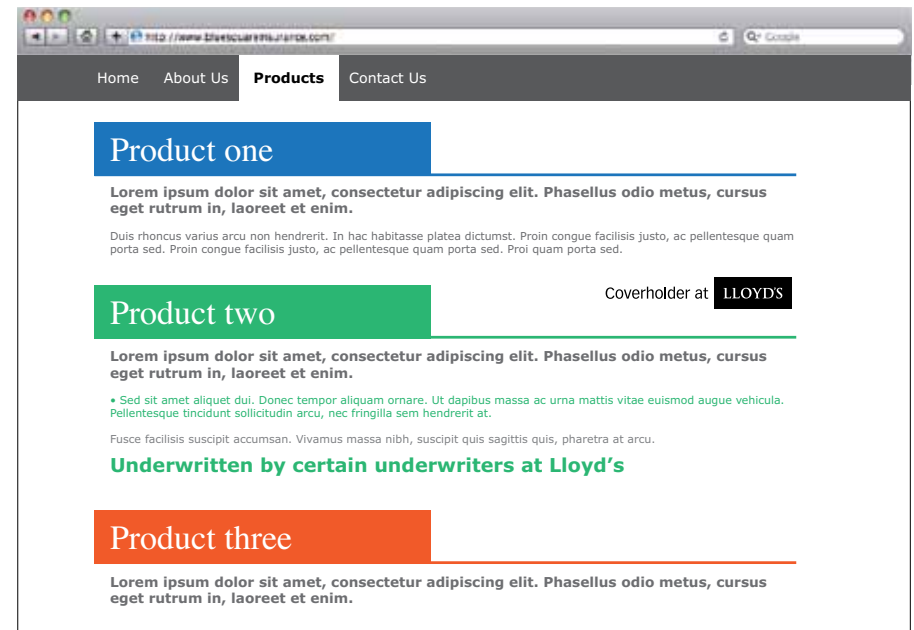 http://www.bluesquareinsurance.com/
Google
Home About Us Products Contact Us
Product one
Lorem ipsum dolor sit amet, consectetur adipiscing elit. Phasellus odio metus, cursus
eget rutrum in, laoreet et enim.
Duis rhoncus varius arcu non hendrerit. In hac habitasse platea dictumst. Proin congue facilisis justo, ac pellentesque quam
porta sed. Proin congue facilisis justo, ac pellentesque quam porta sed. Proi quam porta sed.
Coverholder at LLOYD'S
Product two
Lorem ipsum dolor sit amet, consectetur adipiscing elit. Phasellus odio metus, cursus
eget rutrum in, laoreet et enim.
• Sed sit amet aliquet dui. Donec tempor aliquam ornare. Ut dapibus massa ac urna mattis vitae euismod augue vehicula.
Pellentesque tincidunt sollicitudin arcu, nec fringilla sem hendrerit at.
Fusce facilisis suscipit accumsan. Vivamus massa nibh, suscipit quis sagittis quis, pharetra at arcu.
Underwritten by certain underwriters at Lloyd’s
Product three
Lorem ipsum dolor sit amet, consectetur adipiscing elit. Phasellus odio metus, cursus
eget rutrum in, laoreet et enim.